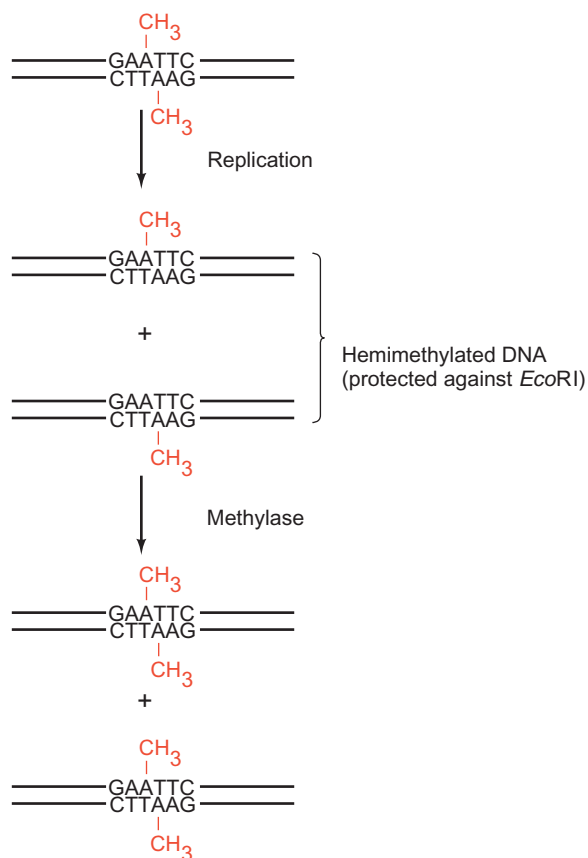 CH3
GAATTC
CTTAAG
CH3
Replication
CH3
GAATTC
CTTAAG
+
Hemimethylated DNA
(protected against EcoRI)
GAATTC
CTTAAG
CH3
Methylase
CH3
GAATTC
CTTAAG
CH3
+
CH3
GAATTC
CTTAAG
CH3